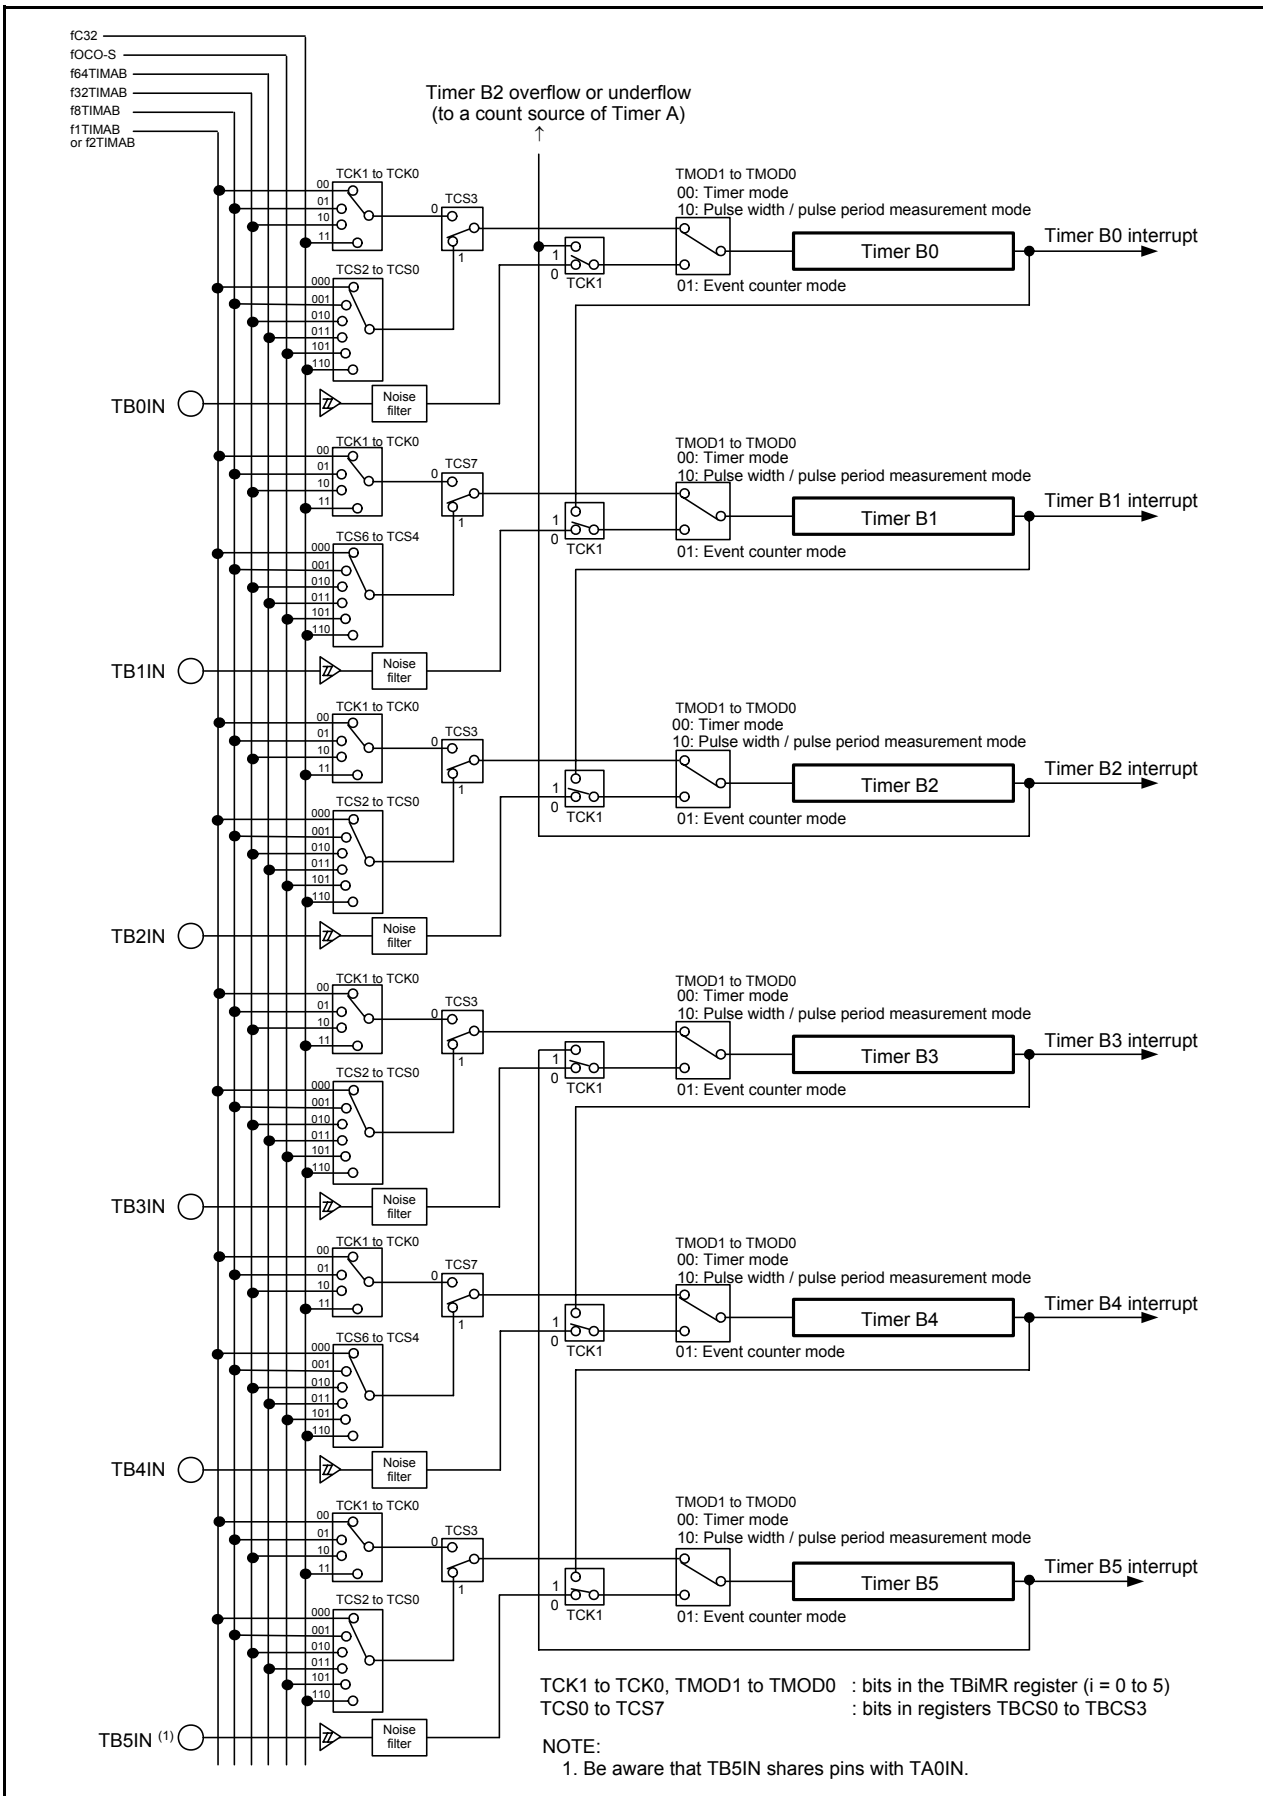 fC32
fOCO-S
f64TIMAB
f32TIMAB
f8TIMAB
f1TIMAB
or f2TIMAB
Timer B2 overflow or underflow
(to a count source of Timer A)
TCK1 to TCK0
00
01
10
11
TCS3
0
1
TMOD1 to TMOD0
00: Timer mode
10: Pulse width / pulse period measurement mode
1
0
TCK1
01: Event counter mode
Timer B0
Timer B0 interrupt
TCS2 to TCS0
000
001
010
011
101
110
TB0IN
Noise
filter
TCK1 to TCK0
00
01
10
11
TCS7
0
1
TMOD1 to TMOD0
00: Timer mode
10: Pulse width / pulse period measurement mode
1
0
TCK1
01: Event counter mode
Timer B1
Timer B1 interrupt
TCS6 to TCS4
000
001
010
011
101
110
TB1IN
Noise
filter
TCK1 to TCK0
00
01
10
11
TCS3
0
1
TMOD1 to TMOD0
00: Timer mode
10: Pulse width / pulse period measurement mode
1
0
TCK1
01: Event counter mode
Timer B2
Timer B2 interrupt
TCS2 to TCS0
000
001
010
011
101
110
TB2IN
Noise
filter
TCK1 to TCK0
00
01
10
11
TCS3
0
1
TMOD1 to TMOD0
00: Timer mode
10: Pulse width / pulse period measurement mode
1
0
TCK1
01: Event counter mode
Timer B3
Timer B3 interrupt
TCS2 to TCS0
000
001
010
011
101
110
TB3IN
Noise
filter
TCK1 to TCK0
00
01
10
11
TCS7
0
1
TMOD1 to TMOD0
00: Timer mode
10: Pulse width / pulse period measurement mode
1
0
TCK1
01: Event counter mode
Timer B4
Timer B4 interrupt
TCS6 to TCS4
000
001
010
011
101
110
TB4IN
Noise
filter
TCK1 to TCK0
00
01
10
11
TCS3
0
1
TMOD1 to TMOD0
00: Timer mode
10: Pulse width / pulse period measurement mode
1
0
TCK1
01: Event counter mode
Timer B5
Timer B5 interrupt
TCS2 to TCS0
000
001
010
011
101
110
TB5IN (1)
Noise
filter
TCK1 to TCK0, TMOD1 to TMOD0 : bits in the TBiMR register (i = 0 to 5)
TCS0 to TCS7 : bits in registers TBCS0 to TBCS3
NOTE:
1. Be aware that TB5IN shares pins with TA0IN.